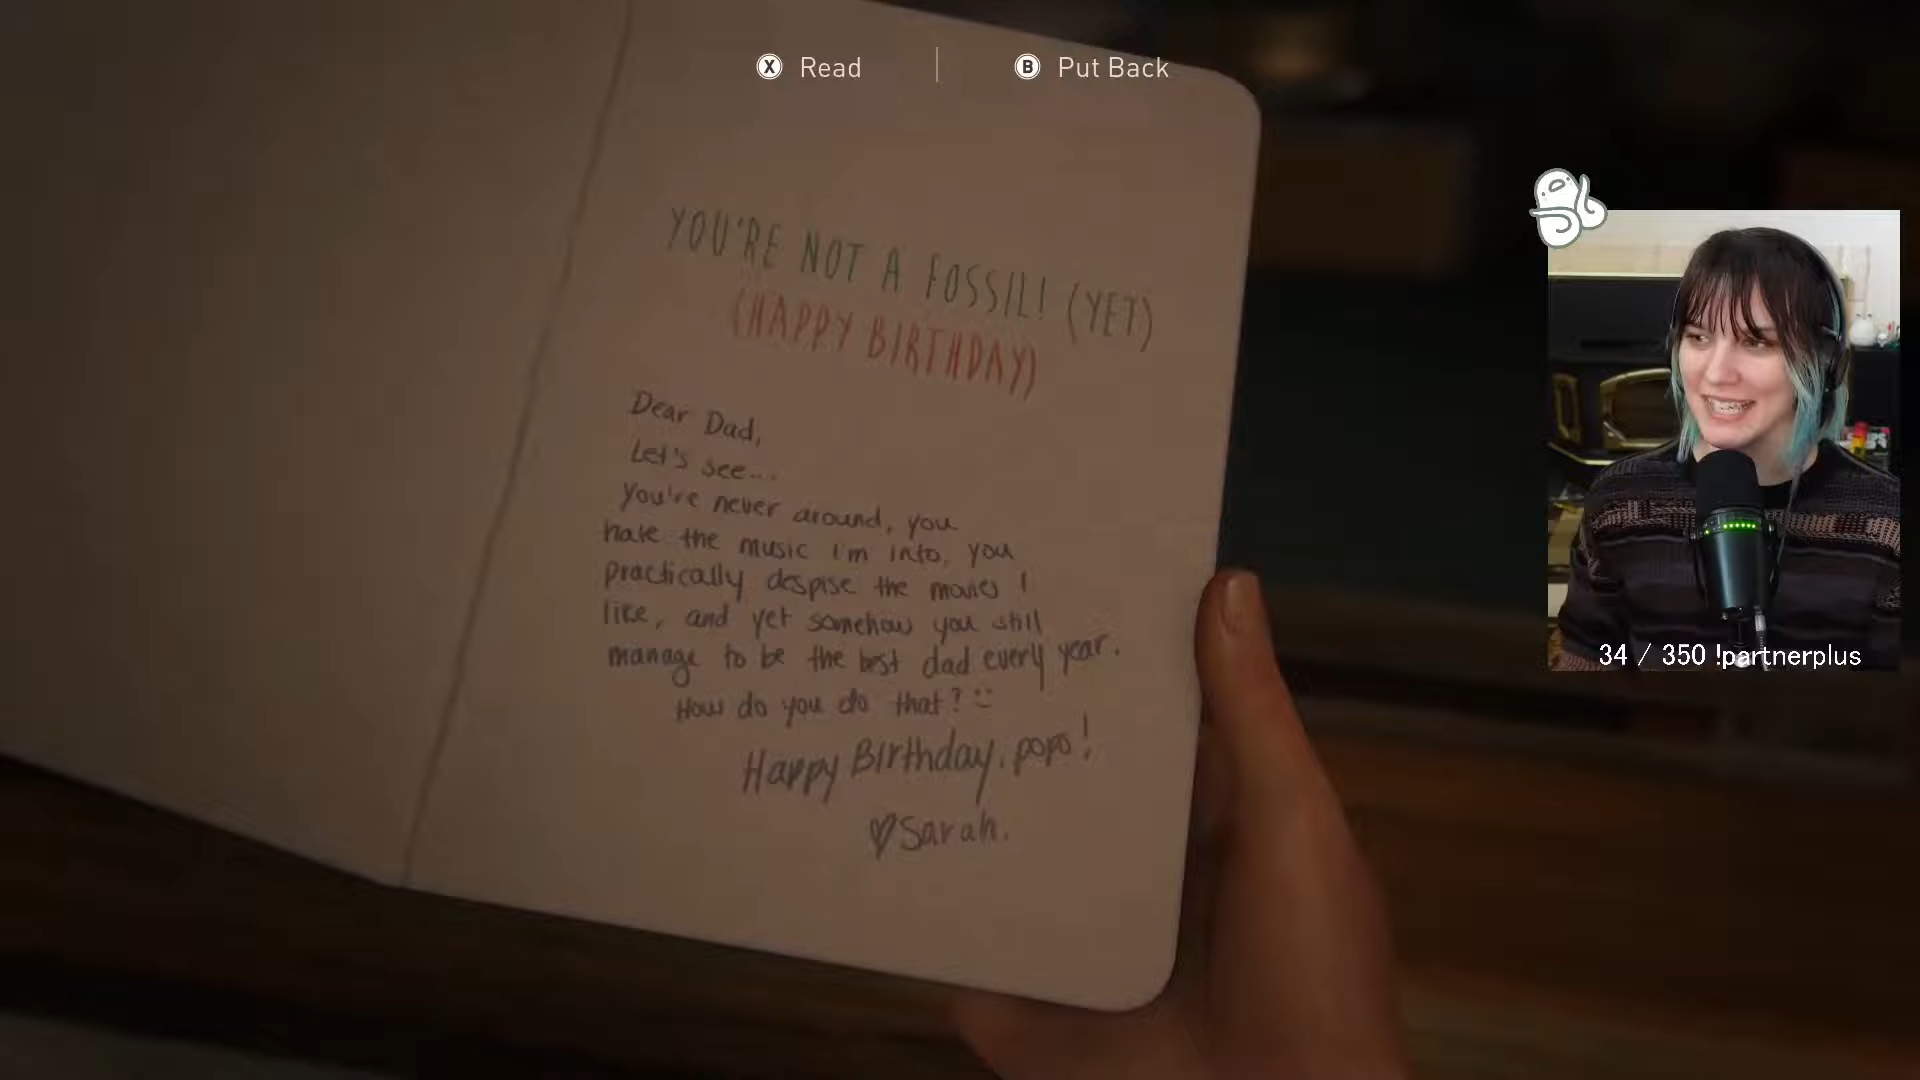 X Read | B Put Back
YOU'RE NOT A FOSSIL! (YET)
(HAPPY BIRTHDAY)
Dear Dad,
Let's see...
you're never around, you
hate the music i'm into, you
practically despise the movies I
like, and yet somehow you still
manage to be the best dad every year.
How do you do that? :)
Happy Birthday, popo!
♡Sarah.
34 / 350 !partnerplus